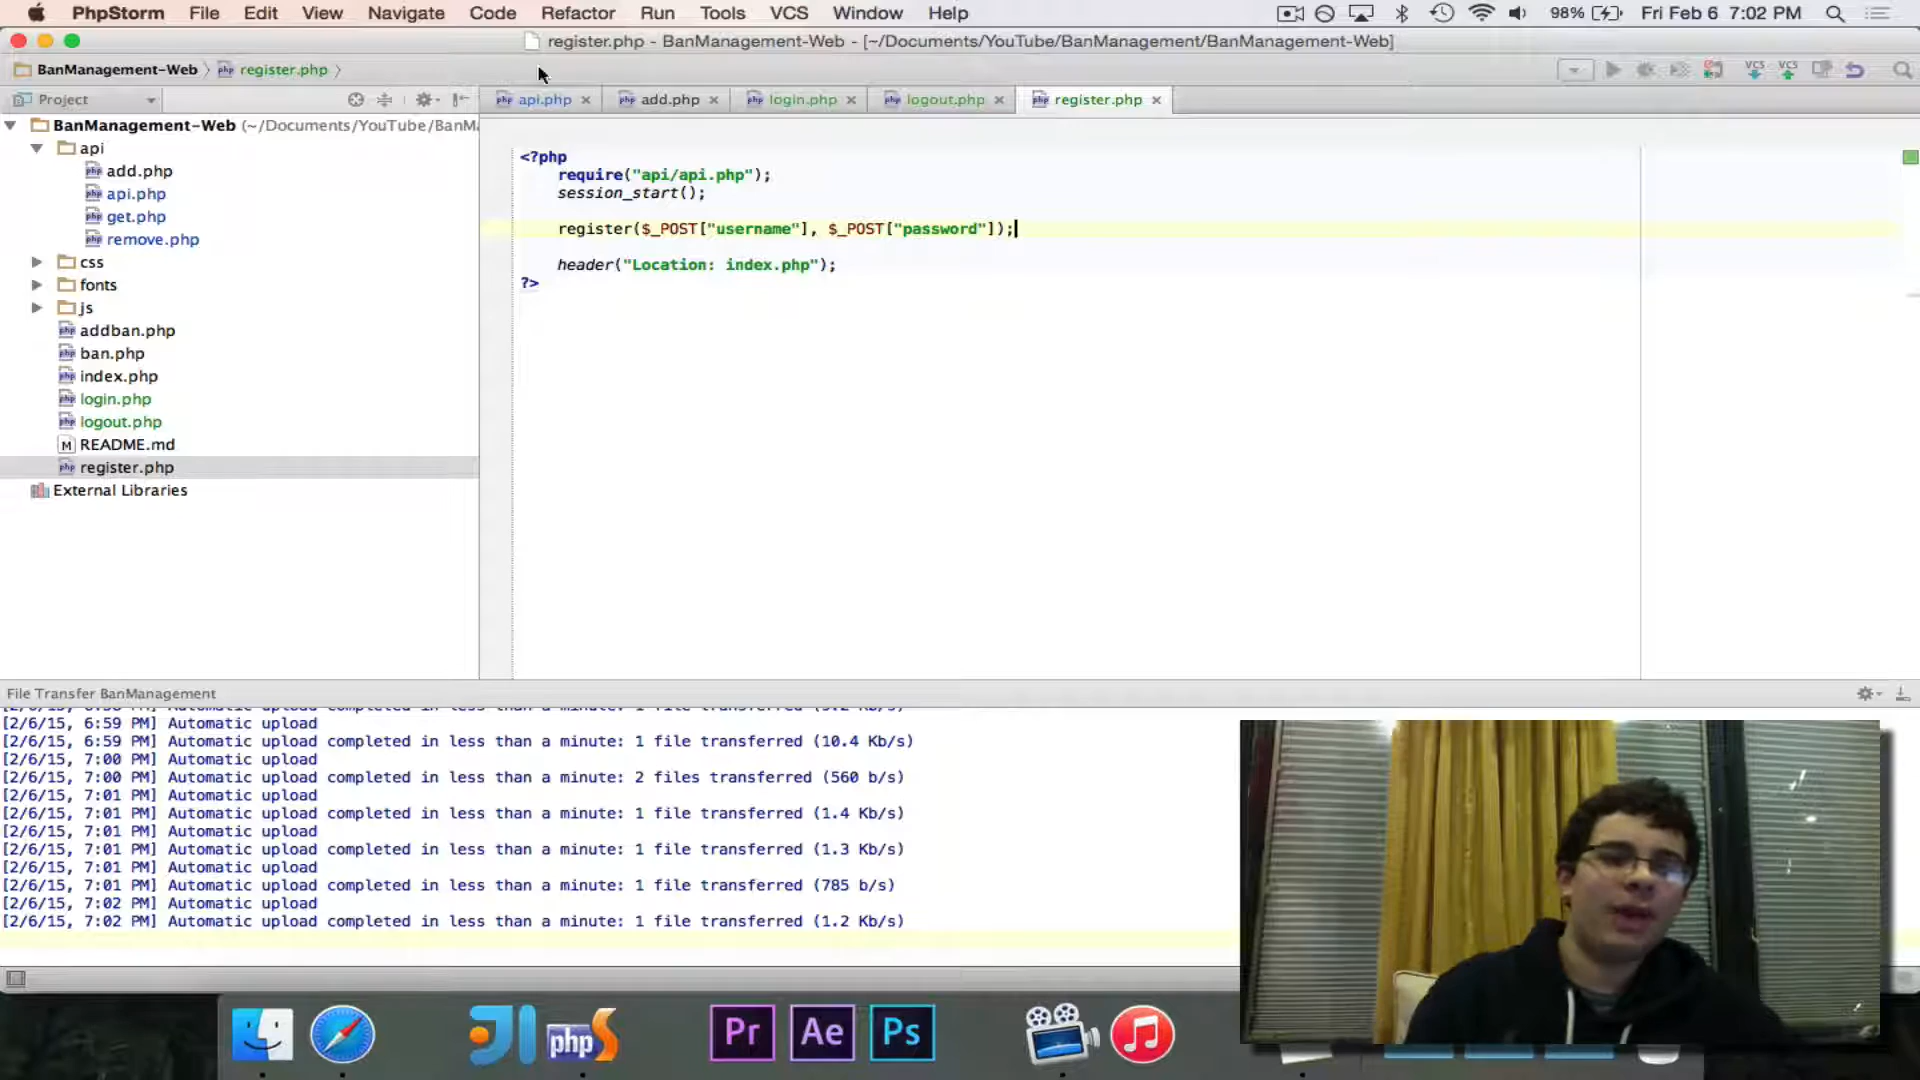 PhpStorm File Edit View Navigate Code Refactor Run Tools VCS Window Help 98% Fri Feb 6 7:02 PM
register.php - BanManagement-Web - [~/Documents/YouTube/BanManagement/BanManagement-Web]
BanManagement-Web register.php
Project api.php add.php login.php logout.php register.php
BanManagement-Web (~/Documents/YouTube/BanMa
api
add.php
api.php
get.php
remove.php
css
fonts
js
addban.php
ban.php
index.php
login.php
logout.php
README.md
register.php
External Libraries
<?php
require("api/api.php");
session_start();
register($_POST["username"], $_POST["password"]);
header("Location: index.php");
?>
File Transfer BanManagement
[2/6/15, 6:59 PM] Automatic upload
[2/6/15, 6:59 PM] Automatic upload completed in less than a minute: 1 file transferred (10.4 Kb/s)
[2/6/15, 7:00 PM] Automatic upload
[2/6/15, 7:00 PM] Automatic upload completed in less than a minute: 2 files transferred (560 b/s)
[2/6/15, 7:01 PM] Automatic upload
[2/6/15, 7:01 PM] Automatic upload completed in less than a minute: 1 file transferred (1.4 Kb/s)
[2/6/15, 7:01 PM] Automatic upload
[2/6/15, 7:01 PM] Automatic upload completed in less than a minute: 1 file transferred (1.3 Kb/s)
[2/6/15, 7:01 PM] Automatic upload
[2/6/15, 7:01 PM] Automatic upload completed in less than a minute: 1 file transferred (785 b/s)
[2/6/15, 7:02 PM] Automatic upload
[2/6/15, 7:02 PM] Automatic upload completed in less than a minute: 1 file transferred (1.2 Kb/s)
php Pr Ae Ps